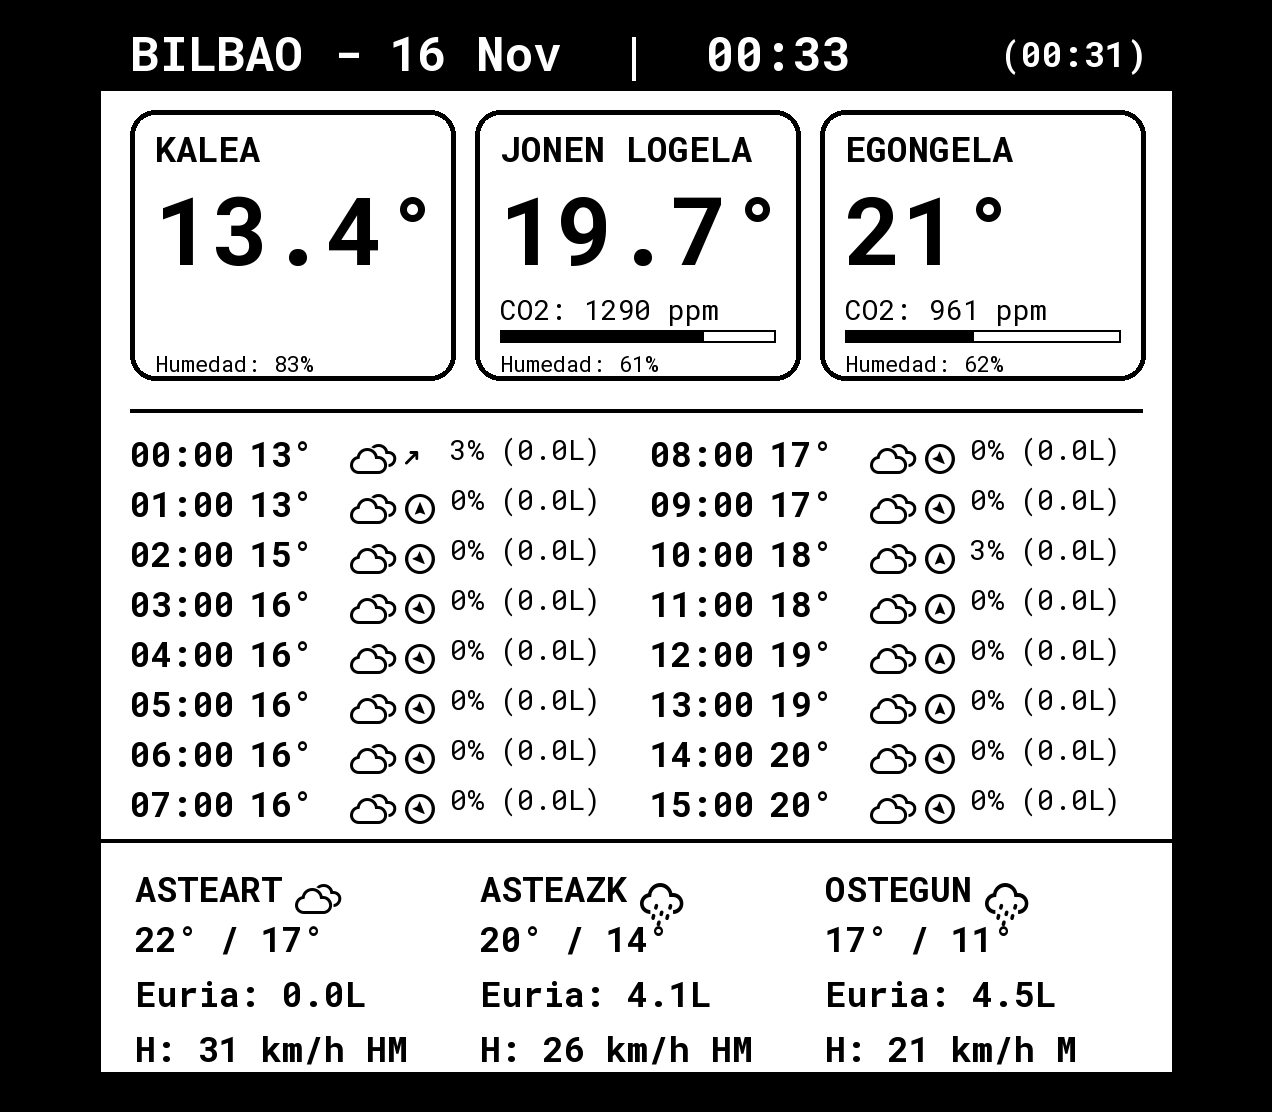 BILBAO - 16 Nov | 00:33 (00:31)
KALEA
13.4°
Humedad: 83%
JONEN LOGELA
19.7°
CO2: 1290 ppm
Humedad: 61%
EGONGELA
21°
CO2: 961 ppm
Humedad: 62%
00:00 13° 3% (0.0L)
01:00 13° 0% (0.0L)
02:00 15° 0% (0.0L)
03:00 16° 0% (0.0L)
04:00 16° 0% (0.0L)
05:00 16° 0% (0.0L)
06:00 16° 0% (0.0L)
07:00 16° 0% (0.0L)
08:00 17° 0% (0.0L)
09:00 17° 0% (0.0L)
10:00 18° 3% (0.0L)
11:00 18° 0% (0.0L)
12:00 19° 0% (0.0L)
13:00 19° 0% (0.0L)
14:00 20° 0% (0.0L)
15:00 20° 0% (0.0L)
ASTEART
22° / 17°
Euria: 0.0L
H: 31 km/h HM
ASTEAZK
20° / 14°
Euria: 4.1L
H: 26 km/h HM
OSTEGUN
17° / 11°
Euria: 4.5L
H: 21 km/h M